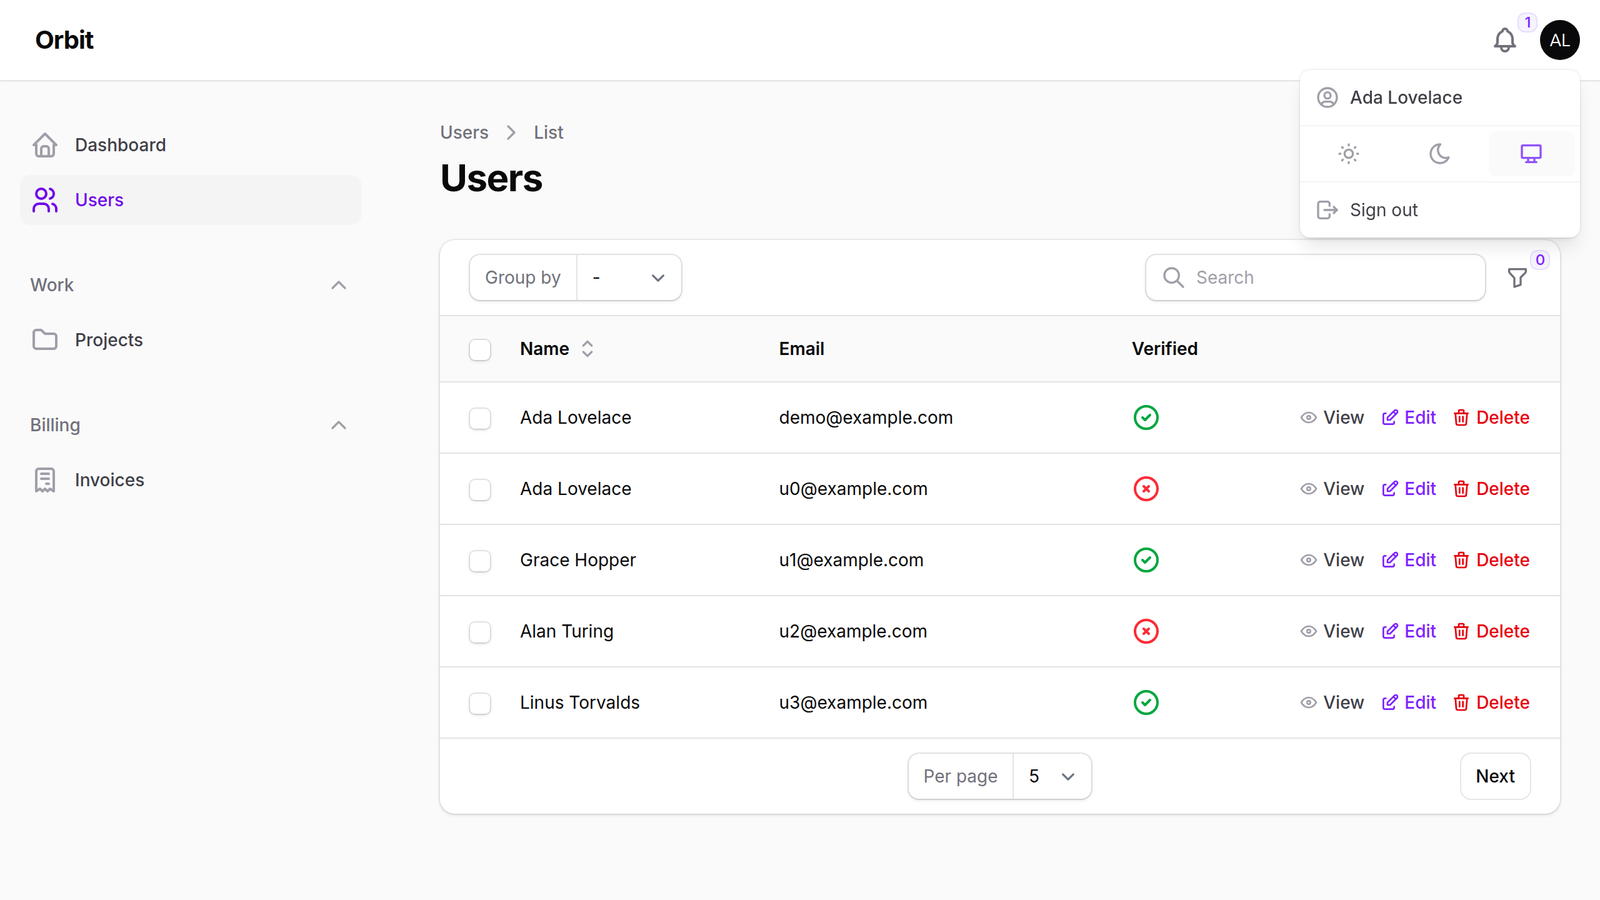 Orbit
1
AL
Ada Lovelace
Sign out
Dashboard
Users
Work
Projects
Billing
Invoices
Users List
Users
Group by -
Search
0
Name Email Verified
Ada Lovelace demo@example.com View Edit Delete
Ada Lovelace u0@example.com View Edit Delete
Grace Hopper u1@example.com View Edit Delete
Alan Turing u2@example.com View Edit Delete
Linus Torvalds u3@example.com View Edit Delete
Per page 5
Next